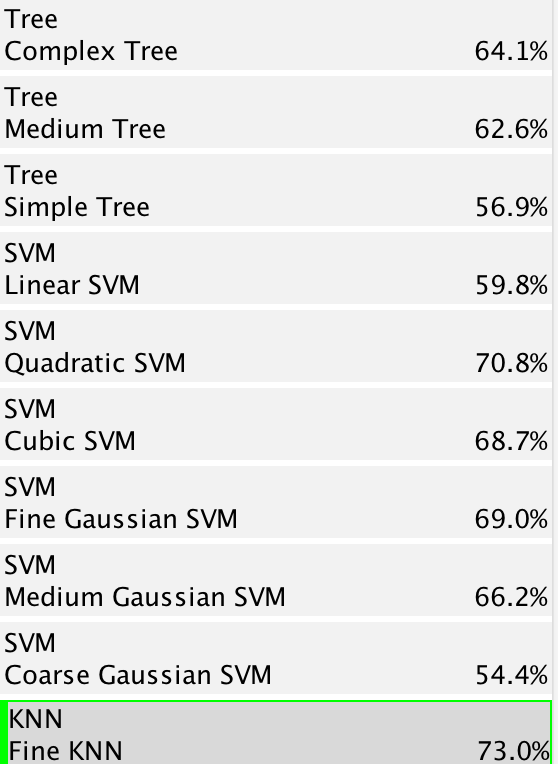 Tree
Complex Tree 64.1%
Tree
Medium Tree 62.6%
Tree
Simple Tree 56.9%
SVM
Linear SVM 59.8%
SVM
Quadratic SVM 70.8%
SVM
Cubic SVM 68.7%
SVM
Fine Gaussian SVM 69.0%
SVM
Medium Gaussian SVM 66.2%
SVM
Coarse Gaussian SVM 54.4%
KNN
Fine KNN 73.0%